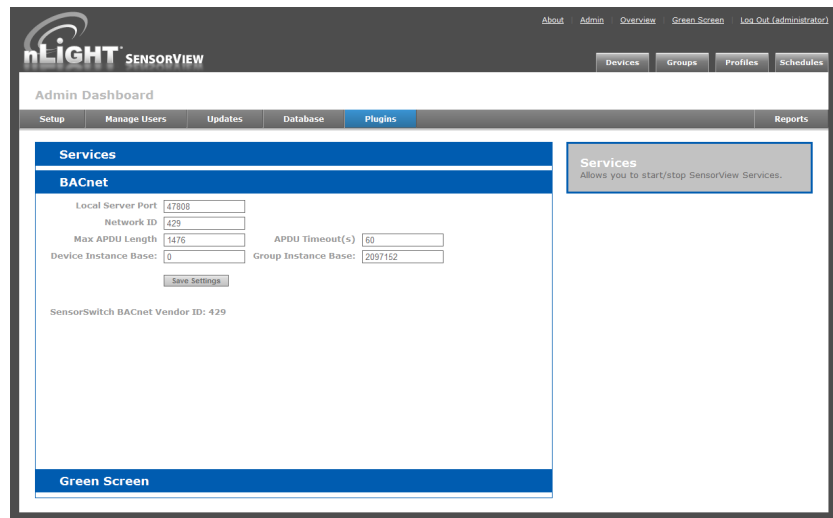 About Admin Overview Green Screen Log Out (administrator)
nLIGHT SENSORVIEW
Devices Groups Profiles Schedules
Admin Dashboard
Setup Manage Users Updates Database Plugins Reports
Services
BACnet
Local Server Port 47808
Network ID 429
Max APDU Length 1476 APDU Timeout(s) 60
Device Instance Base: 0 Group Instance Base: 2097152
Save Settings
SensorSwitch BACnet Vendor ID: 429
Green Screen
Services
Allows you to start/stop SensorView Services.